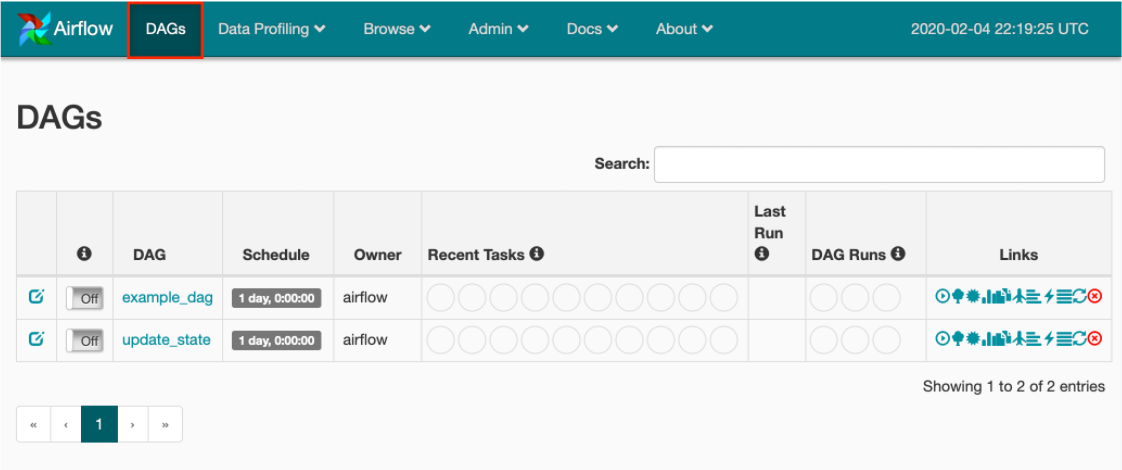 Airflow DAGs Data Profiling Browse Admin Docs About 2020-02-04 22:19:25 UTC
DAGs
Search:
DAG Schedule Owner Recent Tasks Last Run DAG Runs Links
Off example_dag 1 day, 0:00:00 airflow
Off update_state 1 day, 0:00:00 airflow
Showing 1 to 2 of 2 entries
« ‹ 1 › »